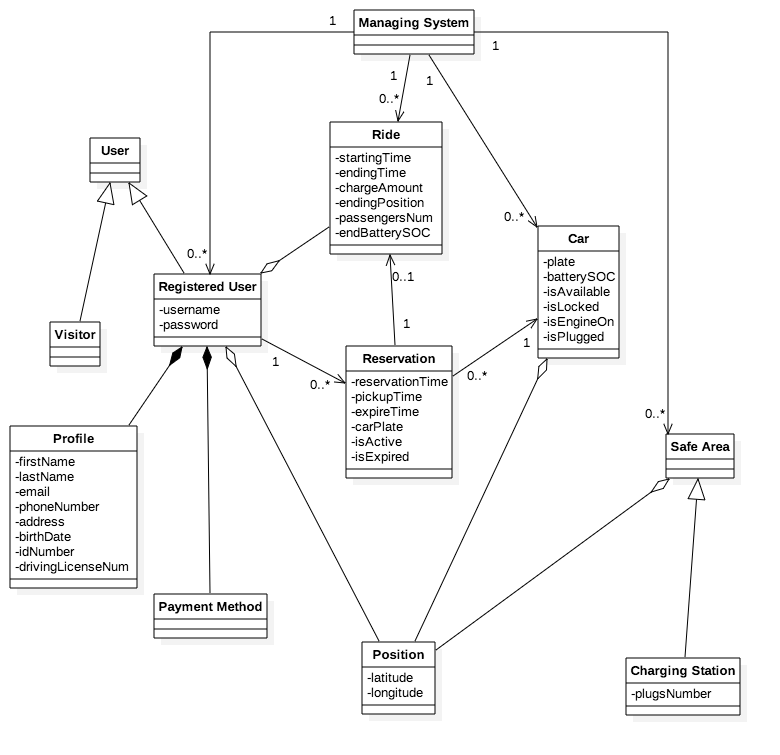 Managing System
1
1
1
1
0..*
Ride
-startingTime
-endingTime
-chargeAmount
-endingPosition
-passengersNum
-endBatterySOC
User
0..*
Car
-plate
-batterySOC
-isAvailable
-isLocked
-isEngineOn
-isPlugged
0..*
Registered User
-username
-password
0..1
1
Visitor
1
0..*
Reservation
-reservationTime
-pickupTime
-expireTime
-carPlate
-isActive
-isExpired
1
0..*
0..*
Safe Area
Profile
-firstName
-lastName
-email
-phoneNumber
-address
-birthDate
-idNumber
-drivingLicenseNum
Payment Method
Position
-latitude
-longitude
Charging Station
-plugsNumber